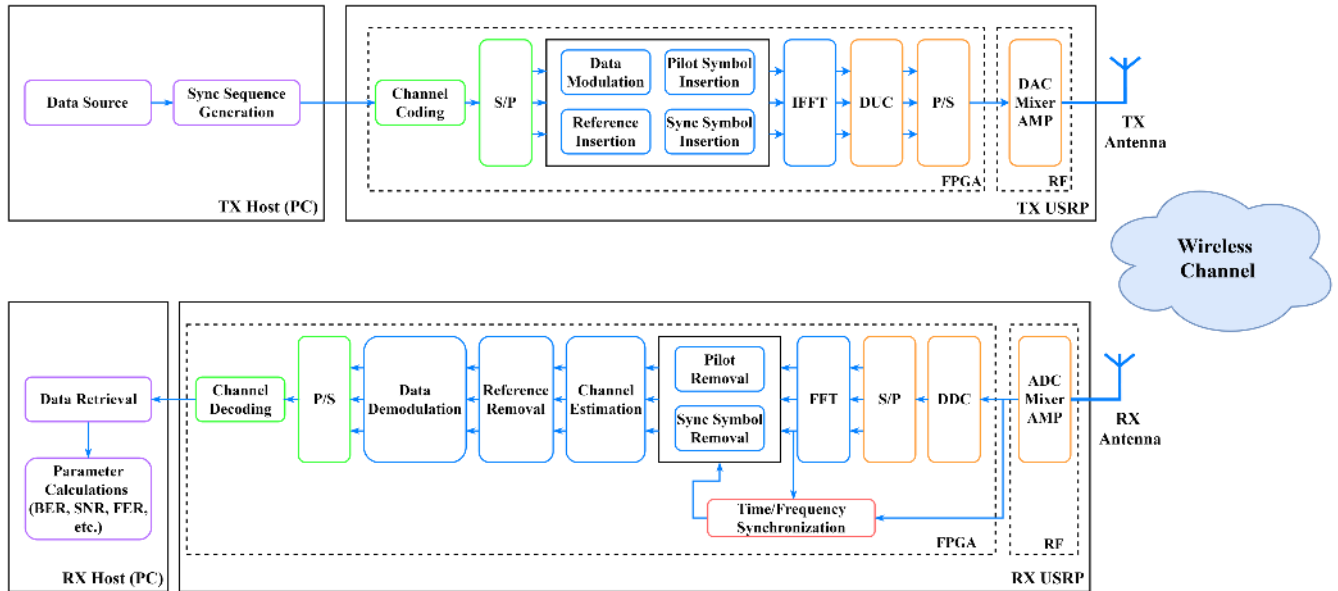 Data Source
Sync Sequence
Generation
TX Host (PC)
Channel
Coding
S/P
Data
Modulation
Pilot Symbol
Insertion
Reference
Insertion
Sync Symbol
Insertion
IFFT
DUC
P/S
FPGA
DAC
Mixer
AMP
RF
TX USRP
TX
Antenna
Wireless
Channel
Data Retrieval
Parameter
Calculations
(BER, SNR, FER,
etc.)
RX Host (PC)
Channel
Decoding
P/S
Data
Demodulation
Reference
Removal
Channel
Estimation
Pilot
Removal
Sync Symbol
Removal
FFT
S/P
DDC
Time/Frequency
Synchronization
FPGA
ADC
Mixer
AMP
RF
RX USRP
RX
Antenna